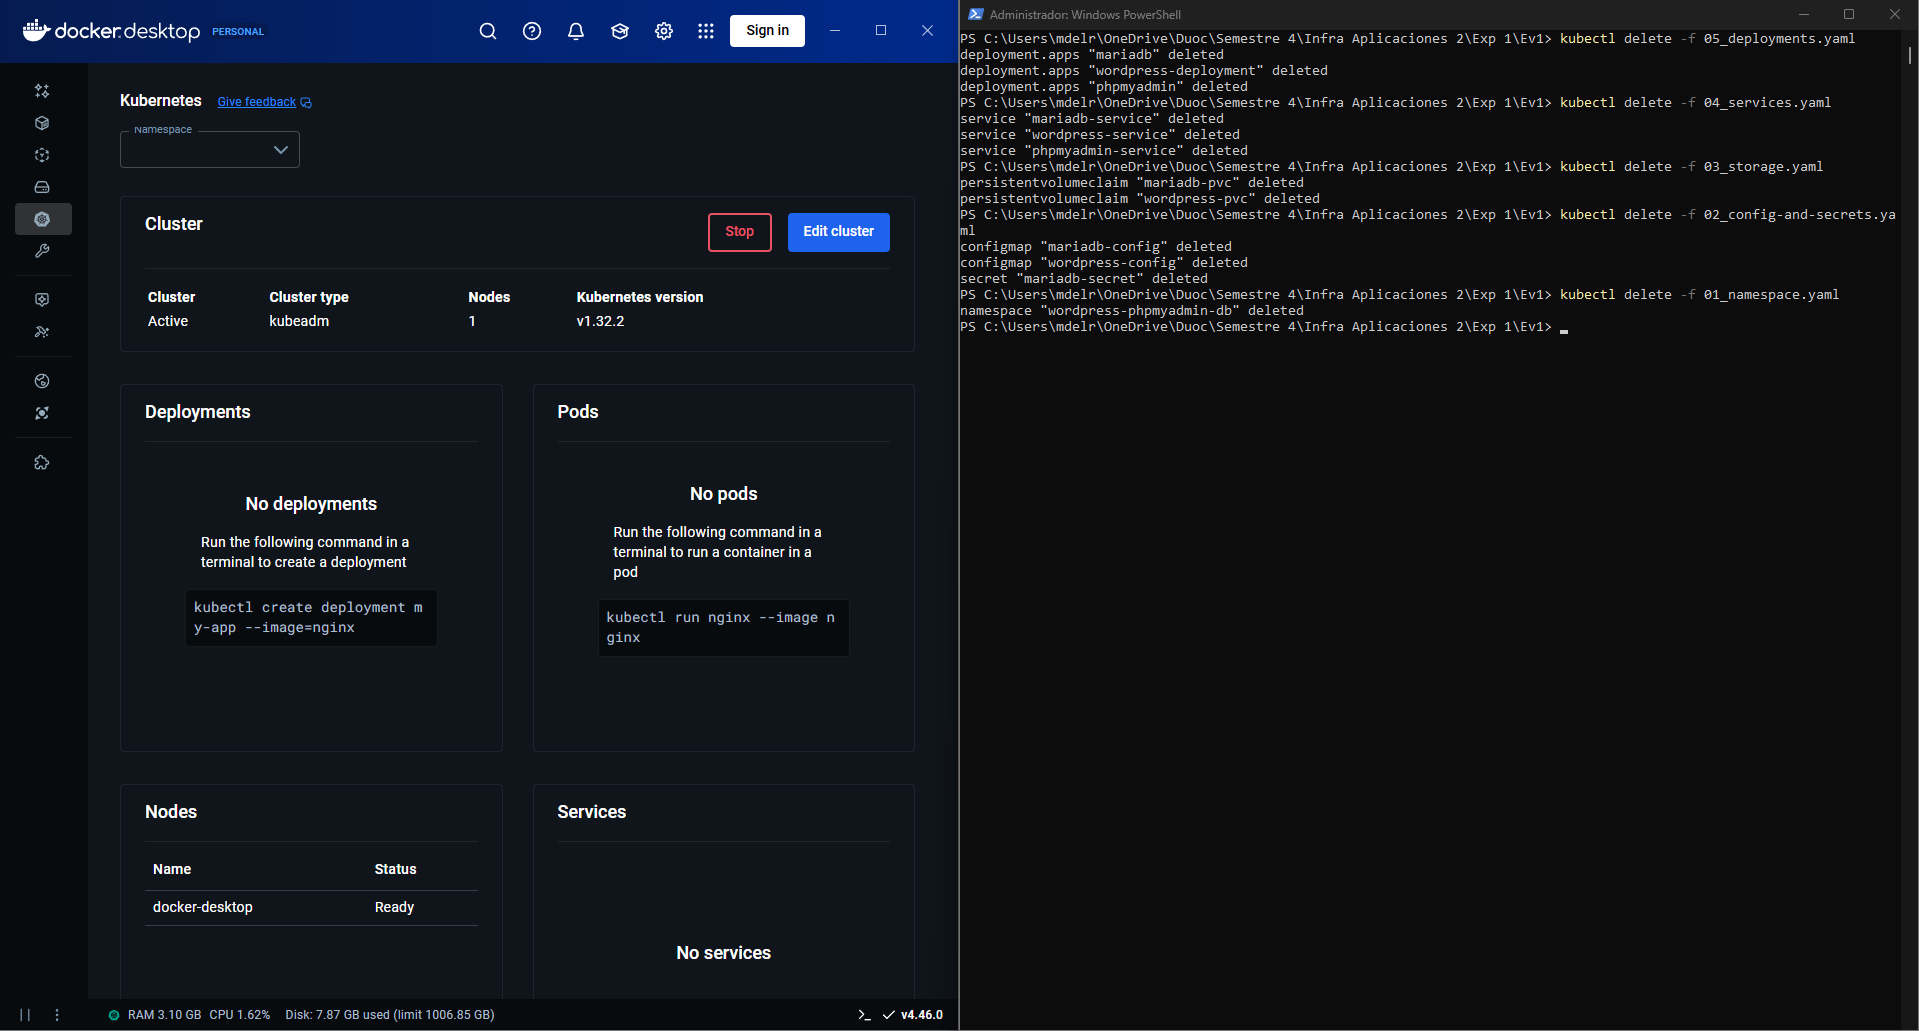 docker.desktop PERSONAL
Sign in
Kubernetes Give feedback
Namespace
Cluster
Stop
Edit cluster
Cluster Cluster type Nodes Kubernetes version
Active kubeadm 1 v1.32.2
Deployments
No deployments
Run the following command in a
terminal to create a deployment
kubectl create deployment m
y-app --image=nginx
Pods
No pods
Run the following command in a
terminal to run a container in a
pod
kubectl run nginx --image n
ginx
Nodes
Name Status
docker-desktop Ready
Services
No services
RAM 3.10 GB CPU 1.62% Disk: 7.87 GB used (limit 1006.85 GB)
v4.46.0
Administrador: Windows PowerShell
PS C:\Users\mdelr\OneDrive\Duoc\Semestre 4\Infra Aplicaciones 2\Exp 1\Ev1> kubectl delete -f 05_deployments.yaml
deployment.apps "mariadb" deleted
deployment.apps "wordpress-deployment" deleted
deployment.apps "phpmyadmin" deleted
PS C:\Users\mdelr\OneDrive\Duoc\Semestre 4\Infra Aplicaciones 2\Exp 1\Ev1> kubectl delete -f 04_services.yaml
service "mariadb-service" deleted
service "wordpress-service" deleted
service "phpmyadmin-service" deleted
PS C:\Users\mdelr\OneDrive\Duoc\Semestre 4\Infra Aplicaciones 2\Exp 1\Ev1> kubectl delete -f 03_storage.yaml
persistentvolumeclaim "mariadb-pvc" deleted
persistentvolumeclaim "wordpress-pvc" deleted
PS C:\Users\mdelr\OneDrive\Duoc\Semestre 4\Infra Aplicaciones 2\Exp 1\Ev1> kubectl delete -f 02_config-and-secrets.ya
ml
configmap "mariadb-config" deleted
configmap "wordpress-config" deleted
secret "mariadb-secret" deleted
PS C:\Users\mdelr\OneDrive\Duoc\Semestre 4\Infra Aplicaciones 2\Exp 1\Ev1> kubectl delete -f 01_namespace.yaml
namespace "wordpress-phpmyadmin-db" deleted
PS C:\Users\mdelr\OneDrive\Duoc\Semestre 4\Infra Aplicaciones 2\Exp 1\Ev1>